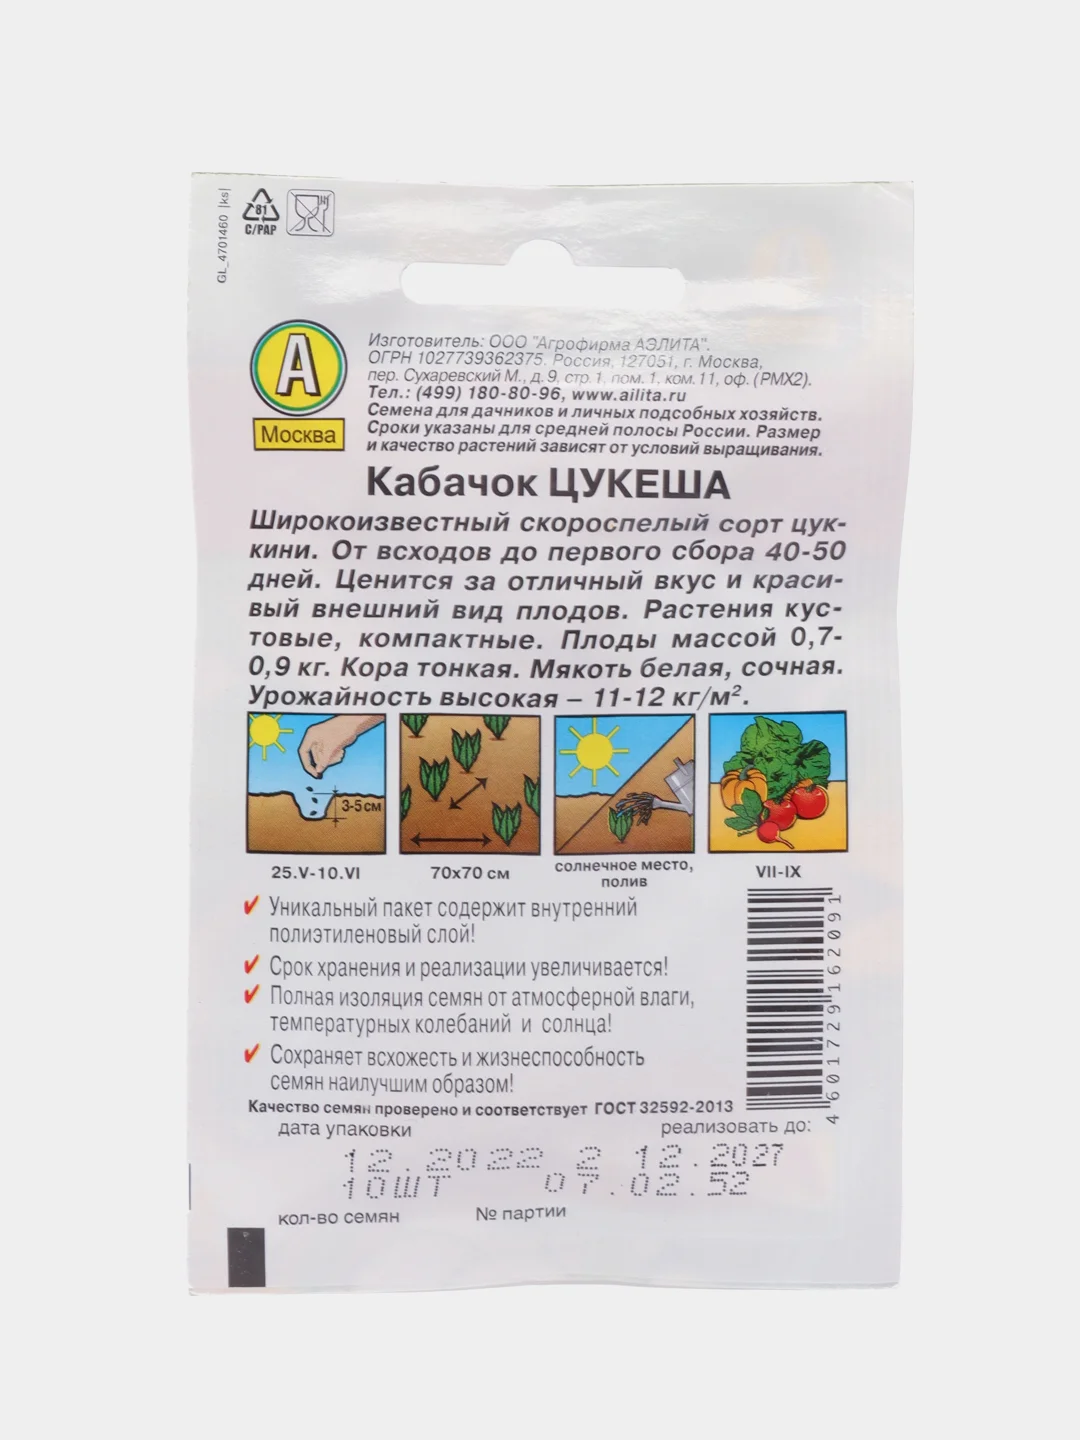 GL_4701460 |ks|
81
C/PAP
A
Москва
Изготовитель: ООО "Агрофирма АЭЛИТА".
ОГРН 1027739362375. Россия, 127051, г. Москва,
пер. Сухаревский М., д. 9, стр. 1, пом. 1, ком. 11, оф. (РМХ2).
Тел.: (499) 180-80-96, www.ailita.ru
Семена для дачников и личных подсобных хозяйств.
Сроки указаны для средней полосы России. Размер
и качество растений зависят от условий выращивания.
Кабачок ЦУКЕША
Широкоизвестный скороспелый сорт цук-
кини. От всходов до первого сбора 40-50
дней. Ценится за отличный вкус и краси-
вый внешний вид плодов. Растения кус-
товые, компактные. Плоды массой 0,7-
0,9 кг. Кора тонкая. Мякоть белая, сочная.
Урожайность высокая – 11-12 кг/м².
3-5 см
25.V-10.VI
70x70 см
солнечное место,
полив
VII-IX
Уникальный пакет содержит внутренний
полиэтиленовый слой!
Срок хранения и реализации увеличивается!
Полная изоляция семян от атмосферной влаги,
температурных колебаний и солнца!
Сохраняет всхожесть и жизнеспособность
семян наилучшим образом!
4601729162091
Качество семян проверено и соответствует ГОСТ 32592-2013
дата упаковки
реализовать до:
12.2022 2 12.2027
10ШТ 07.02.52
кол-во семян
№ партии